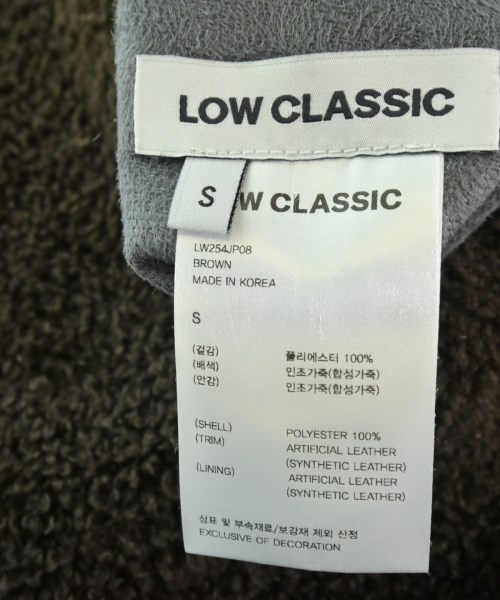 LOW CLASSIC
S
W CLASSIC
LW254JP08
BROWN
MADE IN KOREA
S
(겉감) 폴리에스터 100%
(배색) 인조가죽(합성가죽)
(안감) 인조가죽(합성가죽)
(SHELL) POLYESTER 100%
(TRIM) ARTIFICIAL LEATHER
(SYNTHETIC LEATHER)
(LINING) ARTIFICIAL LEATHER
(SYNTHETIC LEATHER)
상표 및 부속재료/보강재 제외 산정
EXCLUSIVE OF DECORATION